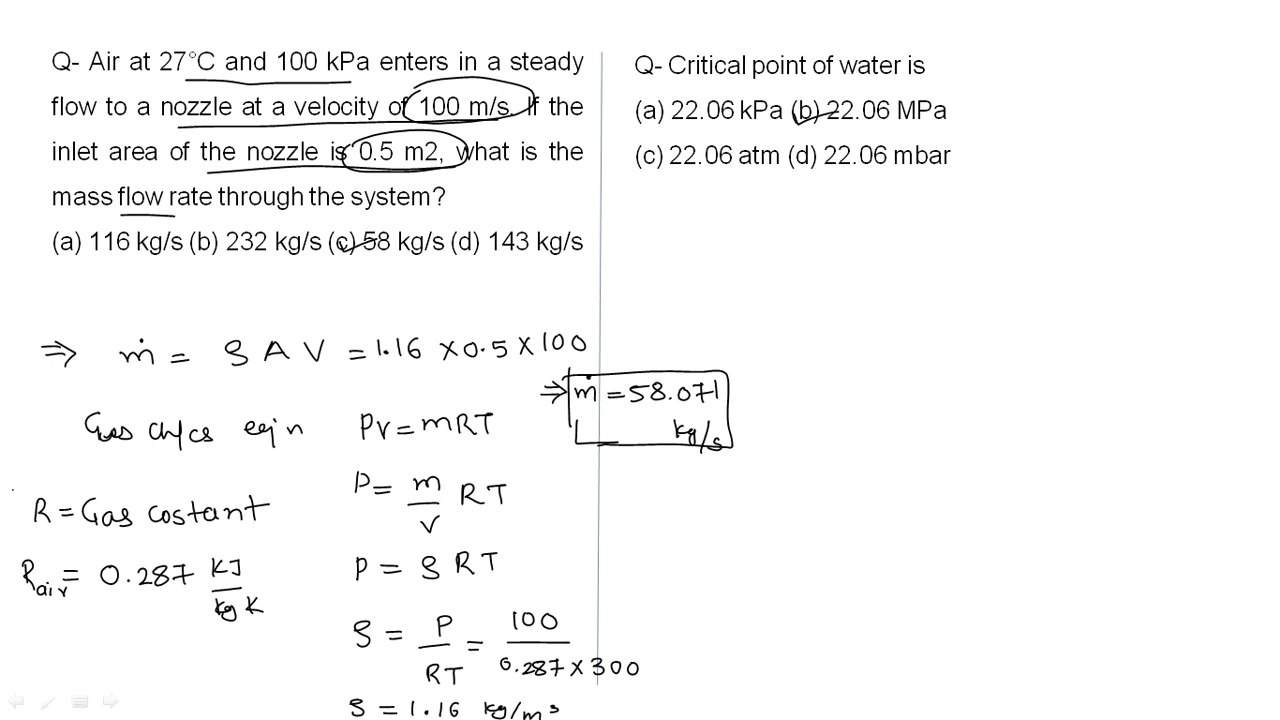 Q- Air at 27°C and 100 kPa enters in a steady
flow to a nozzle at a velocity of 100 m/s. If the
inlet area of the nozzle is 0.5 m2, what is the
mass flow rate through the system?
(a) 116 kg/s (b) 232 kg/s (c) 58 kg/s (d) 143 kg/s
⇒ ṁ = ρ A V = 1.16 × 0.5 × 100
⇒ ṁ = 58.071
kg/s
Gas eqn PV = mRT
P = m/V RT
R = Gas costant
P = ρ RT
Rair = 0.287 KJ/kg K
ρ = P/RT = 100/0.287 × 300
ρ = 1.16 kg/m³
Q- Critical point of water is
(a) 22.06 kPa (b) 22.06 MPa
(c) 22.06 atm (d) 22.06 mbar